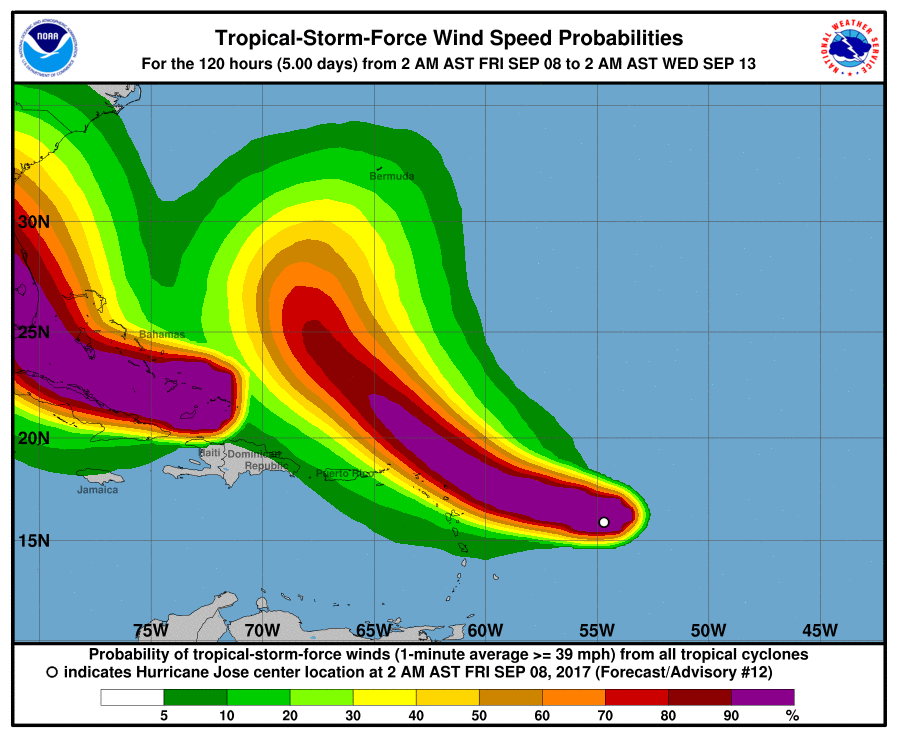 NOAA
Tropical-Storm-Force Wind Speed Probabilities
For the 120 hours (5.00 days) from 2 AM AST FRI SEP 08 to 2 AM AST WED SEP 13
NATIONAL WEATHER SERVICE
Bermuda
30N
Bahamas
25N
20N
Haiti
Dominican
Republic
Puerto Rico
Jamaica
15N
75W 70W 65W 60W 55W 50W 45W
Probability of tropical-storm-force winds (1-minute average >= 39 mph) from all tropical cyclones
indicates Hurricane Jose center location at 2 AM AST FRI SEP 08, 2017 (Forecast/Advisory #12)
5 10 20 30 40 50 60 70 80 90 %